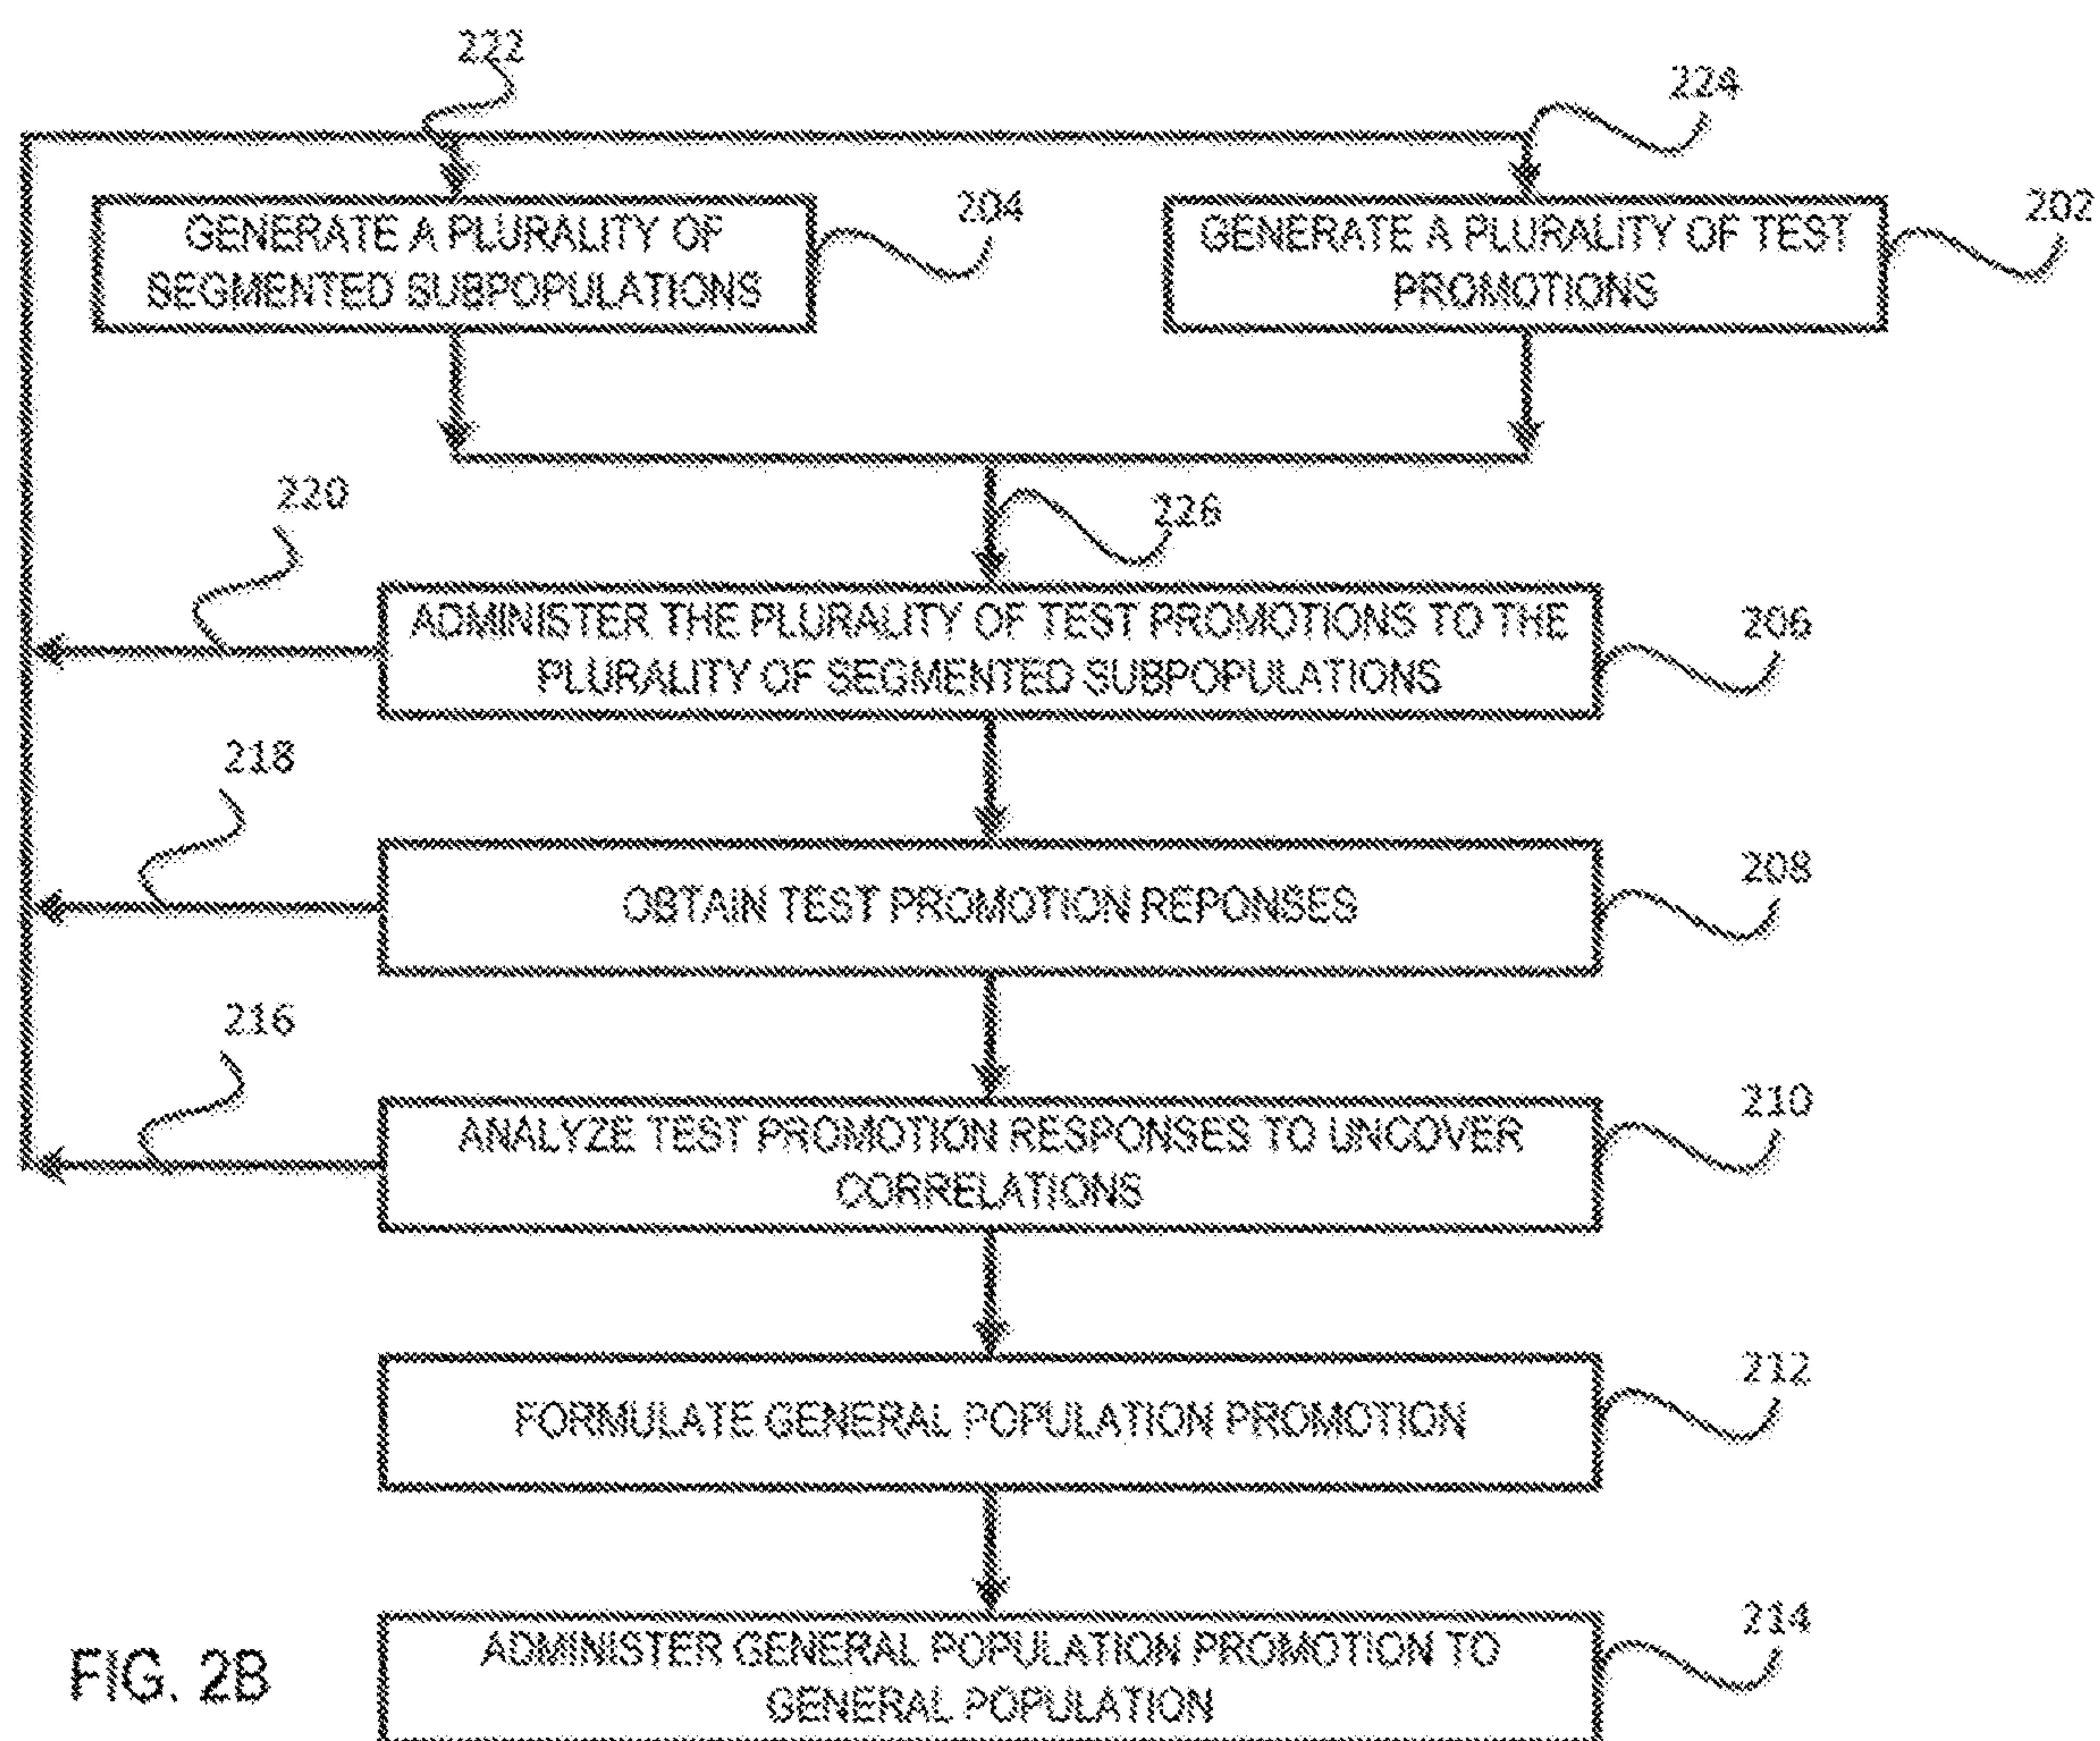 222
224
GENERATE A PLURALITY OF
SEGMENTED SUBPOPULATIONS
204
GENERATE A PLURALITY OF TEST
PROMOTIONS
202
220
226
ADMINISTER THE PLURALITY OF TEST PROMOTIONS TO THE
PLURALITY OF SEGMENTED SUBPOPULATIONS
206
218
OBTAIN TEST PROMOTION REPONSES
208
216
ANALYZE TEST PROMOTION RESPONSES TO UNCOVER
CORRELATIONS
210
FORMULATE GENERAL POPULATION PROMOTION
212
ADMINISTER GENERAL POPULATION PROMOTION TO
GENERAL POPULATION
214
FIG. 2B